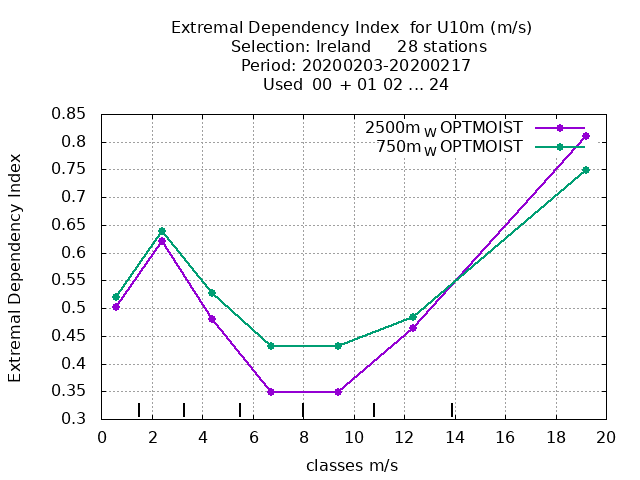 Extremal Dependency Index for U10m (m/s)
Selection: Ireland 28 stations
Period: 20200203-20200217
Used 00 + 01 02 ... 24
2500m W OPTMOIST
750m W OPTMOIST
Extremal Dependency Index
0.85
0.8
0.75
0.7
0.65
0.6
0.55
0.5
0.45
0.4
0.35
0.3
0 2 4 6 8 10 12 14 16 18 20
classes m/s